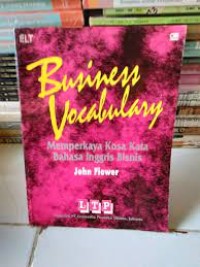 ELT
Business
Vocabulary
Memperkaya Kosa Kata
Bahasa Inggris Bisnis
John Flower
LTP